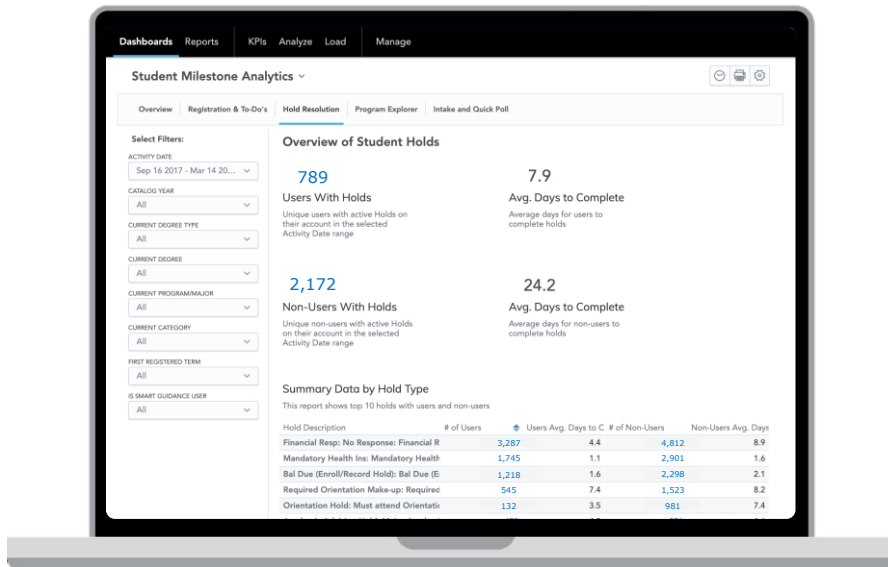 Dashboards Reports KPIs Analyze Load Manage
Student Milestone Analytics
Overview Registration & To-Do's Hold Resolution Program Explorer Intake and Quick Poll
Select Filters:
ACTIVITY DATE
Sep 16 2017 - Mar 14 20...
CATALOG YEAR
All
CURRENT DEGREE TYPE
All
CURRENT DEGREE
All
CURRENT PROGRAM/MAJOR
All
CURRENT CATEGORY
All
FIRST REGISTERED TERM
All
IS SMART GUIDANCE USER
All
Overview of Student Holds
789
Users With Holds
Unique users with active Holds on
their account in the selected
Activity Date range
7.9
Avg. Days to Complete
Average days for users to
complete holds
2,172
Non-Users With Holds
Unique non-users with active Holds
on their account in the selected
Activity Date range
24.2
Avg. Days to Complete
Average days for non-users to
complete holds
Summary Data by Hold Type
This report shows top 10 holds with users and non-users
Hold Description # of Users Users Avg. Days to C # of Non-Users Non-Users Avg. Days
Financial Resp: No Response: Financial R 3,287 4.4 4,812 8.9
Mandatory Health Ins: Mandatory Health 1,745 1.1 2,901 1.6
Bal Due (Enroll/Record Hold): Bal Due (E 1,218 1.6 2,298 2.1
Required Orientation Make-up: Required 545 7.4 1,523 8.2
Orientation Hold: Must attend Orientatio 132 3.5 981 7.4